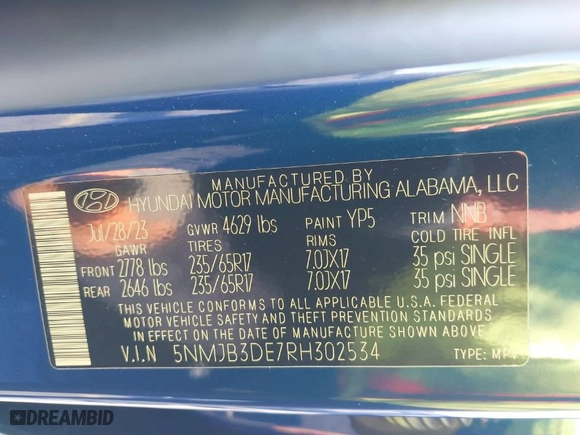 MANUFACTURED BY
HYUNDAI MOTOR MANUFACTURING ALABAMA, LLC
Jul/28/23 GVWR 4629 lbs PAINT YP5 TRIM NNB
GAWR TIRES RIMS COLD TIRE INFL
FRONT 2778 lbs 235/65R17 7.0JX17 35 psi SINGLE
REAR 2646 lbs 235/65R17 7.0JX17 35 psi SINGLE
THIS VEHICLE CONFORMS TO ALL APPLICABLE U.S.A. FEDERAL
MOTOR VEHICLE SAFETY AND THEFT PREVENTION STANDARDS
IN EFFECT ON THE DATE OF MANUFACTURE SHOWN ABOVE.
V.I.N 5NMJB3DE7RH302534 TYPE: MPV
DREAMBID